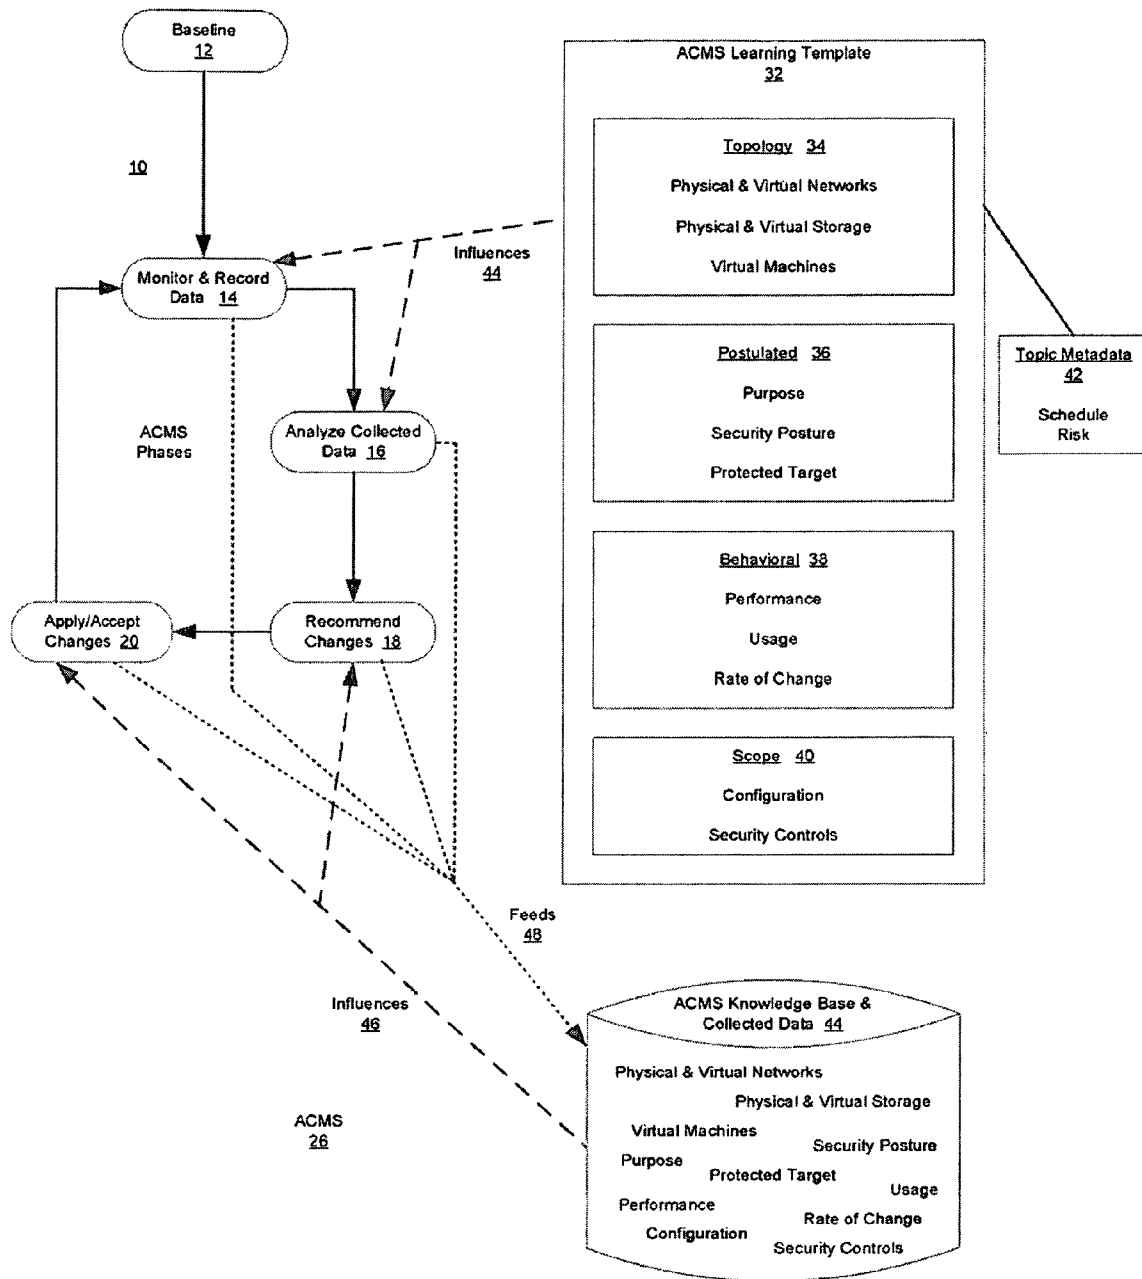 Baseline
12
10
Monitor & Record
Data 14
Influences
44
ACMS
Phases
Analyze Collected
Data 16
Apply/Accept
Changes 20
Recommend
Changes 18
ACMS Learning Template
32
Topology 34
Physical & Virtual Networks
Physical & Virtual Storage
Virtual Machines
Postulated 36
Purpose
Security Posture
Protected Target
Behavioral 38
Performance
Usage
Rate of Change
Scope 40
Configuration
Security Controls
Topic Metadata
42
Schedule
Risk
Feeds
48
Influences
46
ACMS
26
ACMS Knowledge Base &
Collected Data 44
Physical & Virtual Networks
Physical & Virtual Storage
Virtual Machines
Security Posture
Purpose
Protected Target
Usage
Performance
Rate of Change
Configuration
Security Controls